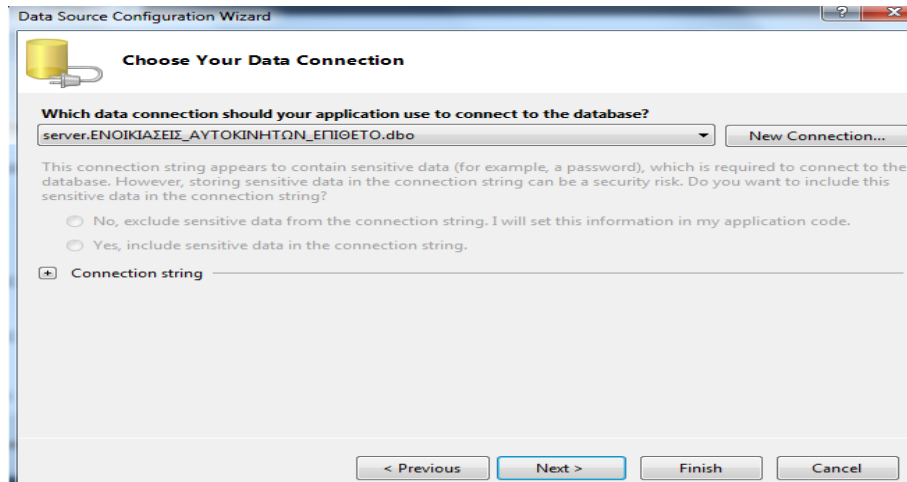 Data Source Configuration Wizard
?
Choose Your Data Connection
Which data connection should your application use to connect to the database?
server.ΕΝΟΙΚΙΑΣΕΙΣ_ΑΥΤΟΚΙΝΗΤΩΝ_ΕΠΙΘΕΤΟ.dbo
New Connection...
This connection string appears to contain sensitive data (for example, a password), which is required to connect to the
database. However, storing sensitive data in the connection string can be a security risk. Do you want to include this
sensitive data in the connection string?
No, exclude sensitive data from the connection string. I will set this information in my application code.
Yes, include sensitive data in the connection string.
Connection string
< Previous
Next >
Finish
Cancel